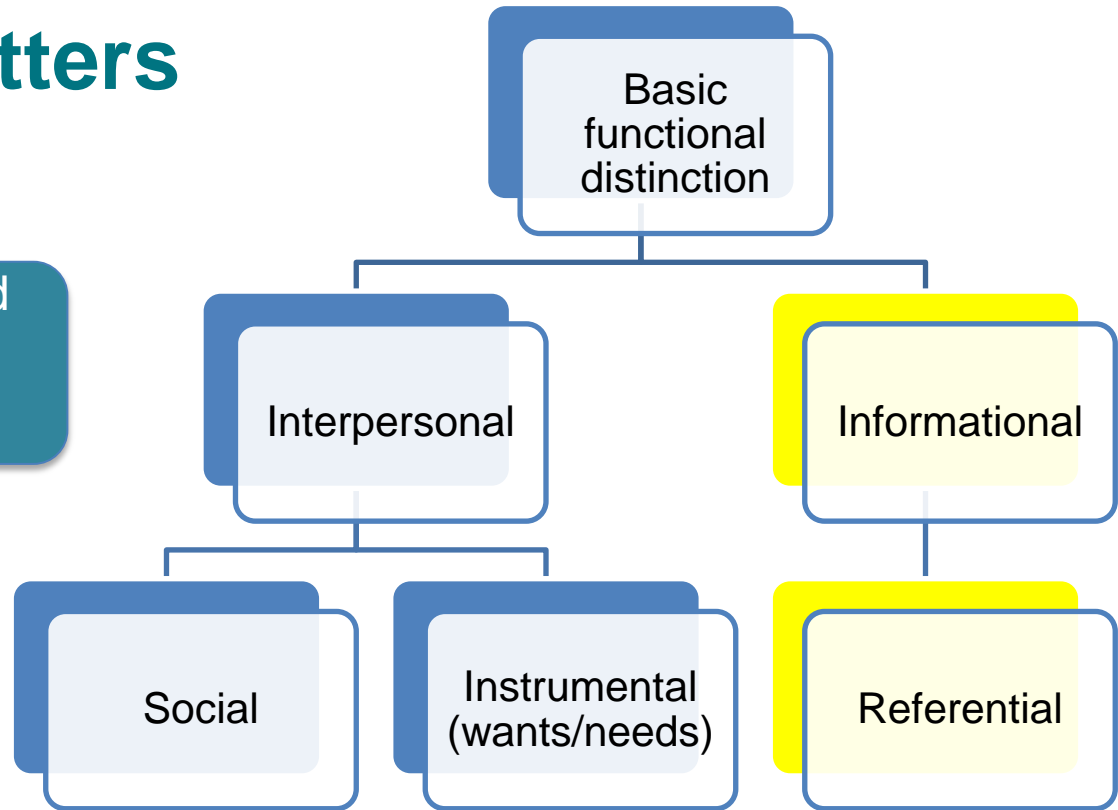 tters
d
Basic
functional
distinction
Interpersonal
Informational
Social
Instrumental
(wants/needs)
Referential